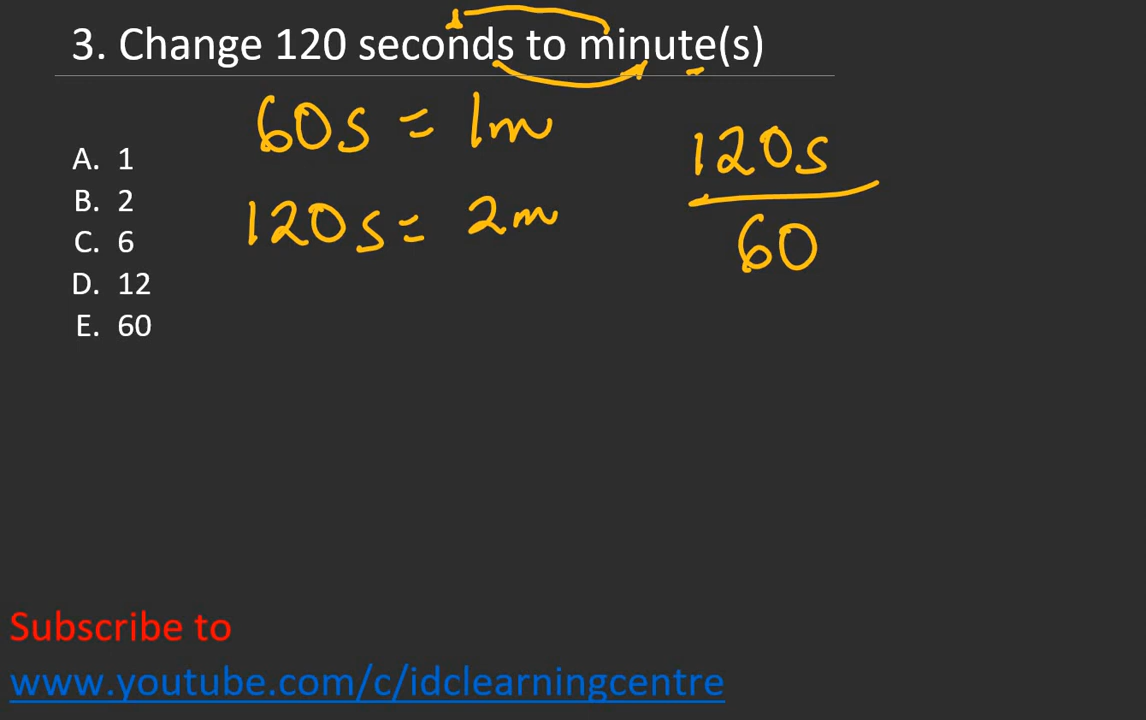 3. Change 120 seconds to minute(s)
60s = 1m
120s = 2m
120s
60
A. 1
B. 2
C. 6
D. 12
E. 60
Subscribe to
www.youtube.com/c/idclearningcentre